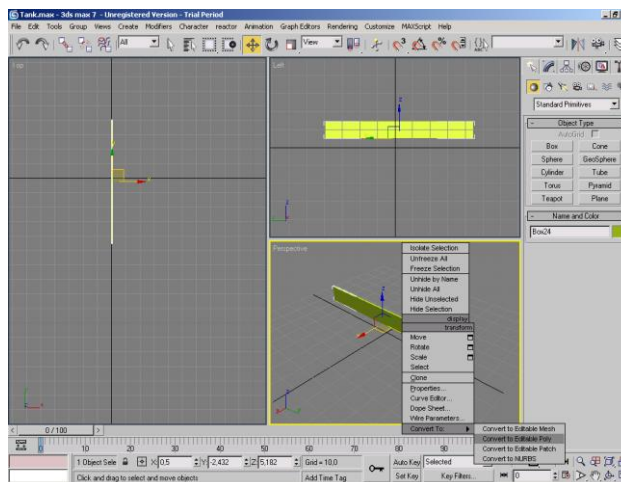 Tank.max - 3ds max 7 - Unregistered Version - Trial Period
File Edit Tools Group Views Create Modifiers Character reactor Animation Graph Editors Rendering Customize MAXScript Help
All
View
Top
Left
Standard Primitives
Object Type
AutoGrid
Box Cone
Sphere GeoSphere
Cylinder Tube
Torus Pyramid
Teapot Plane
Name and Color
Box24
Perspective
Isolate Selection
Unfreeze All
Freeze Selection
Unhide by Name
Unhide All
Hide Unselected
Hide Selection
display
transform
Move
Rotate
Scale
Select
Clone
Properties...
Curve Editor...
Dope Sheet...
Wire Parameters...
Convert To:
Convert to Editable Mesh
Convert to Editable Poly
Convert to Editable Patch
Convert to NURBS
0 / 100
0 10 20 30 40 50 60 70 80 90
1 Object Sele X: 0,5 Y: -2,432 Z: 5,182 Grid = 10,0
Auto Key Selected
Click and drag to select and move objects Add Time Tag
Set Key Key Filters... 0